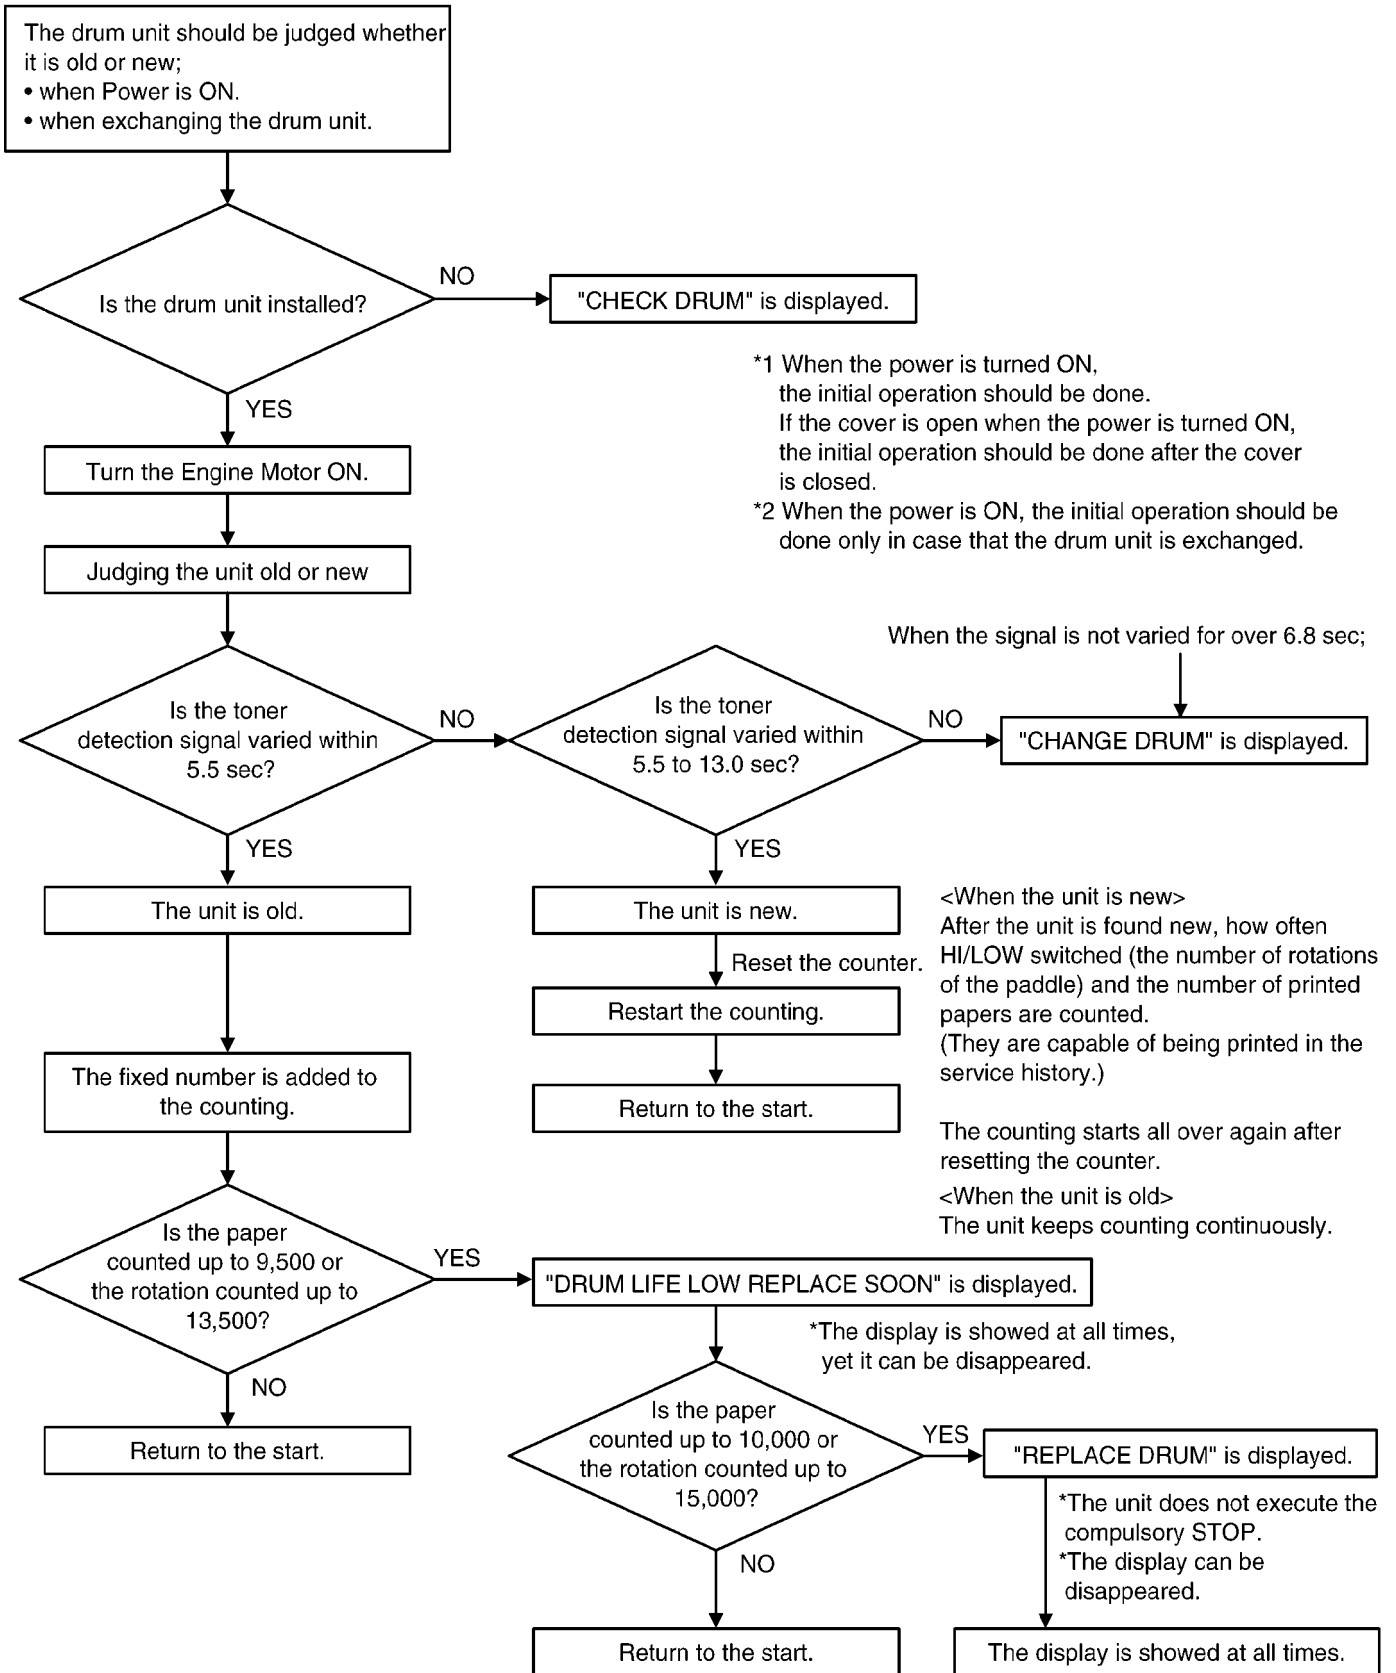 The drum unit should be judged whether
it is old or new;
• when Power is ON.
• when exchanging the drum unit.
Is the drum unit installed?
NO
"CHECK DRUM" is displayed.
*1 When the power is turned ON,
the initial operation should be done.
If the cover is open when the power is turned ON,
the initial operation should be done after the cover
is closed.
*2 When the power is ON, the initial operation should be
done only in case that the drum unit is exchanged.
YES
Turn the Engine Motor ON.
Judging the unit old or new
Is the toner
detection signal varied within
5.5 sec?
NO
Is the toner
detection signal varied within
5.5 to 13.0 sec?
NO
When the signal is not varied for over 6.8 sec;
"CHANGE DRUM" is displayed.
YES
The unit is old.
YES
The unit is new.
Reset the counter.
Restart the counting.
Return to the start.
<When the unit is new>
After the unit is found new, how often
HI/LOW switched (the number of rotations
of the paddle) and the number of printed
papers are counted.
(They are capable of being printed in the
service history.)
The counting starts all over again after
resetting the counter.
<When the unit is old>
The unit keeps counting continuously.
The fixed number is added to
the counting.
Is the paper
counted up to 9,500 or
the rotation counted up to
13,500?
YES
"DRUM LIFE LOW REPLACE SOON" is displayed.
*The display is showed at all times,
yet it can be disappeared.
NO
Return to the start.
Is the paper
counted up to 10,000 or
the rotation counted up to
15,000?
YES
"REPLACE DRUM" is displayed.
*The unit does not execute the
compulsory STOP.
*The display can be
disappeared.
NO
Return to the start.
The display is showed at all times.